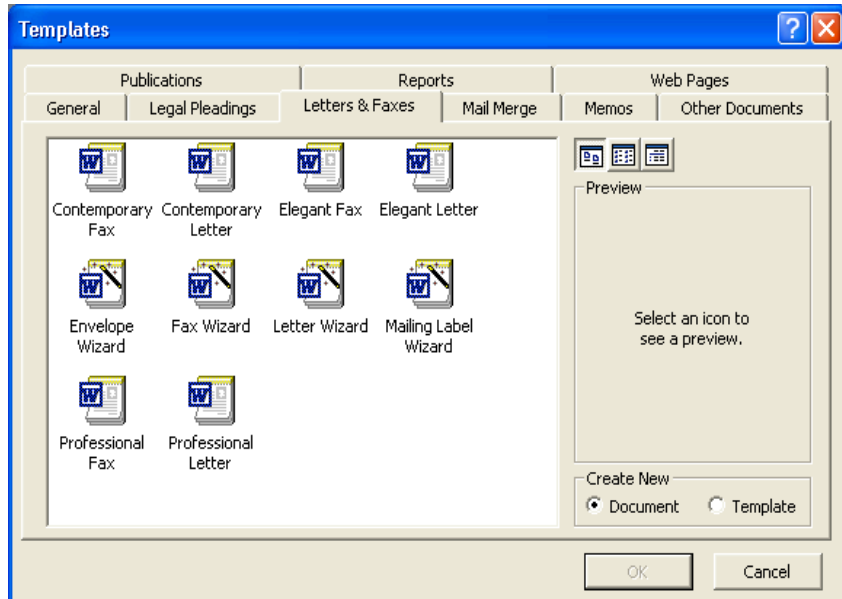 Templates
Publications Reports Web Pages
General Legal Pleadings Letters & Faxes Mail Merge Memos Other Documents
Contemporary Fax
Contemporary Letter
Elegant Fax
Elegant Letter
Envelope Wizard
Fax Wizard
Letter Wizard
Mailing Label Wizard
Professional Fax
Professional Letter
Preview
Select an icon to
see a preview.
Create New
Document Template
OK Cancel